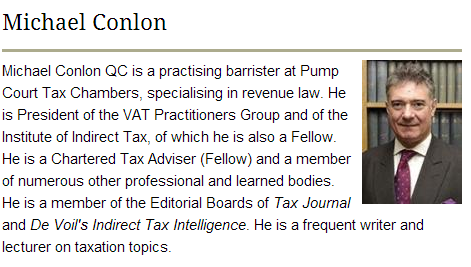 Michael Conlon
Michael Conlon QC is a practising barrister at Pump
Court Tax Chambers, specialising in revenue law. He
is President of the VAT Practitioners Group and of the
Institute of Indirect Tax, of which he is also a Fellow.
He is a Chartered Tax Adviser (Fellow) and a member
of numerous other professional and learned bodies.
He is a member of the Editorial Boards of Tax Journal
and De Voil's Indirect Tax Intelligence. He is a frequent writer and
lecturer on taxation topics.